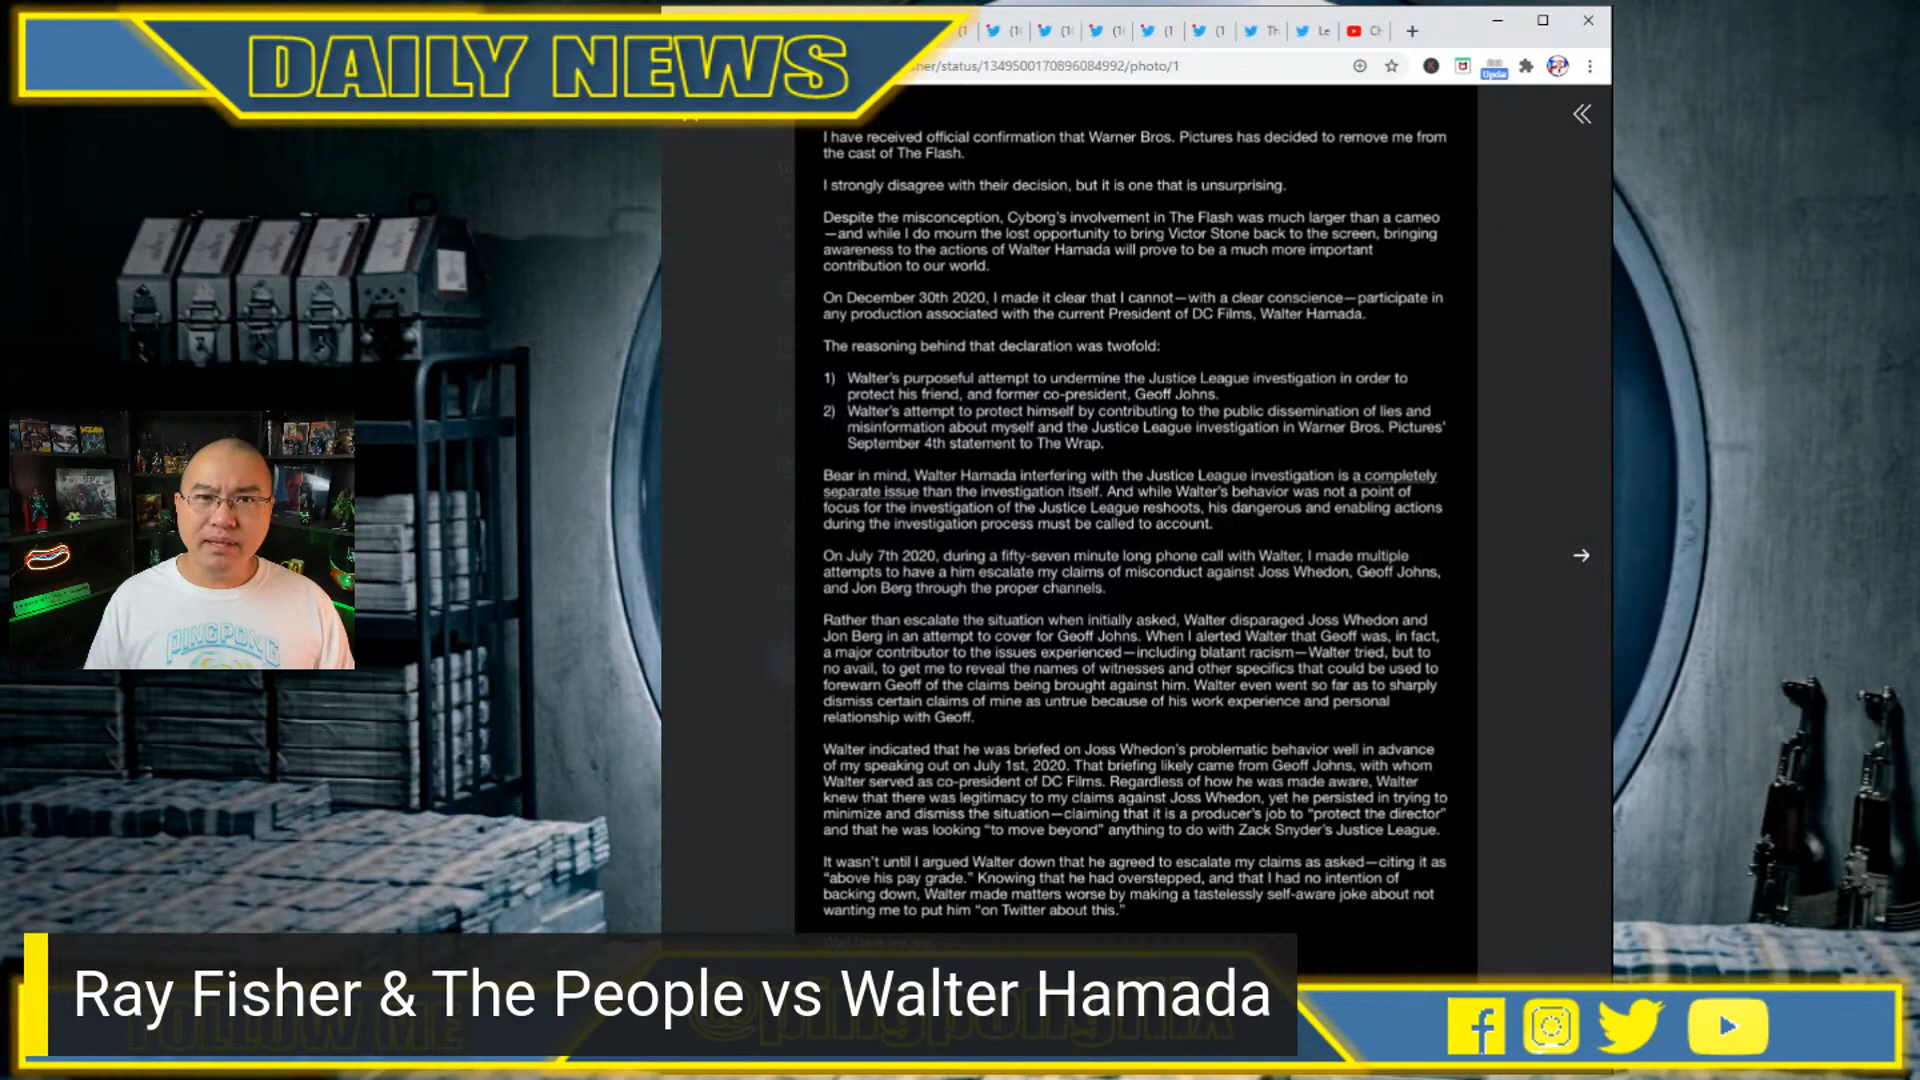 DAILY NEWS
(1
(1(
(1(
(1(
(1
(1
Th
Le
Ch
her/status/1349500170896084992/photo/1
Upda
I have received official confirmation that Warner Bros. Pictures has decided to remove me from
the cast of The Flash.
I strongly disagree with their decision, but it is one that is unsurprising.
Despite the misconception, Cyborg's involvement in The Flash was much larger than a cameo
—and while I do mourn the lost opportunity to bring Victor Stone back to the screen, bringing
awareness to the actions of Walter Hamada will prove to be a much more important
contribution to our world.
On December 30th 2020, I made it clear that I cannot—with a clear conscience—participate in
any production associated with the current President of DC Films, Walter Hamada.
The reasoning behind that declaration was twofold:
1) Walter's purposeful attempt to undermine the Justice League investigation in order to
protect his friend, and former co-president, Geoff Johns.
2) Walter's attempt to protect himself by contributing to the public dissemination of lies and
misinformation about myself and the Justice League investigation in Warner Bros. Pictures'
September 4th statement to The Wrap.
Bear in mind, Walter Hamada interfering with the Justice League investigation is a completely
separate issue than the investigation itself. And while Walter's behavior was not a point of
focus for the investigation of the Justice League reshoots, his dangerous and enabling actions
during the investigation process must be called to account.
On July 7th 2020, during a fifty-seven minute long phone call with Walter, I made multiple
attempts to have a him escalate my claims of misconduct against Joss Whedon, Geoff Johns,
and Jon Berg through the proper channels.
Rather than escalate the situation when initially asked, Walter disparaged Joss Whedon and
Jon Berg in an attempt to cover for Geoff Johns. When I alerted Walter that Geoff was, in fact,
a major contributor to the issues experienced—including blatant racism—Walter tried, but to
no avail, to get me to reveal the names of witnesses and other specifics that could be used to
forewarn Geoff of the claims being brought against him. Walter even went so far as to sharply
dismiss certain claims of mine as untrue because of his work experience and personal
relationship with Geoff.
Walter indicated that he was briefed on Joss Whedon's problematic behavior well in advance
of my speaking out on July 1st, 2020. That briefing likely came from Geoff Johns, with whom
Walter served as co-president of DC Films. Regardless of how he was made aware, Walter
knew that there was legitimacy to my claims against Joss Whedon, yet he persisted in trying to
minimize and dismiss the situation—claiming that it is a producer's job to "protect the director"
and that he was looking "to move beyond" anything to do with Zack Snyder's Justice League.
It wasn't until I argued Walter down that he agreed to escalate my claims as asked—citing it as
"above his pay grade." Knowing that he had overstepped, and that I had no intention of
backing down, Walter made matters worse by making a tastelessly self-aware joke about not
wanting me to put him "on Twitter about this."
PINGPONG
Ray Fisher & The People vs Walter Hamada
FOLLOW ME
@pingpongflix